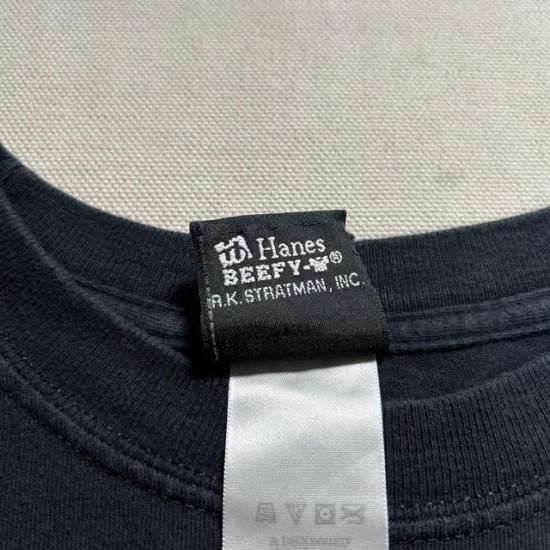 Hanes
BEEFY-®
R.K. STRATMAN, INC.